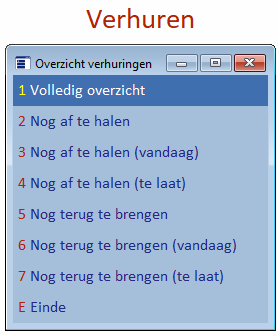 Verhuren
Overzicht verhuringen
1 Volledig overzicht
2 Nog af te halen
3 Nog af te halen (vandaag)
4 Nog af te halen (te laat)
5 Nog terug te brengen
6 Nog terug te brengen (vandaag)
7 Nog terug te brengen (te laat)
E Einde